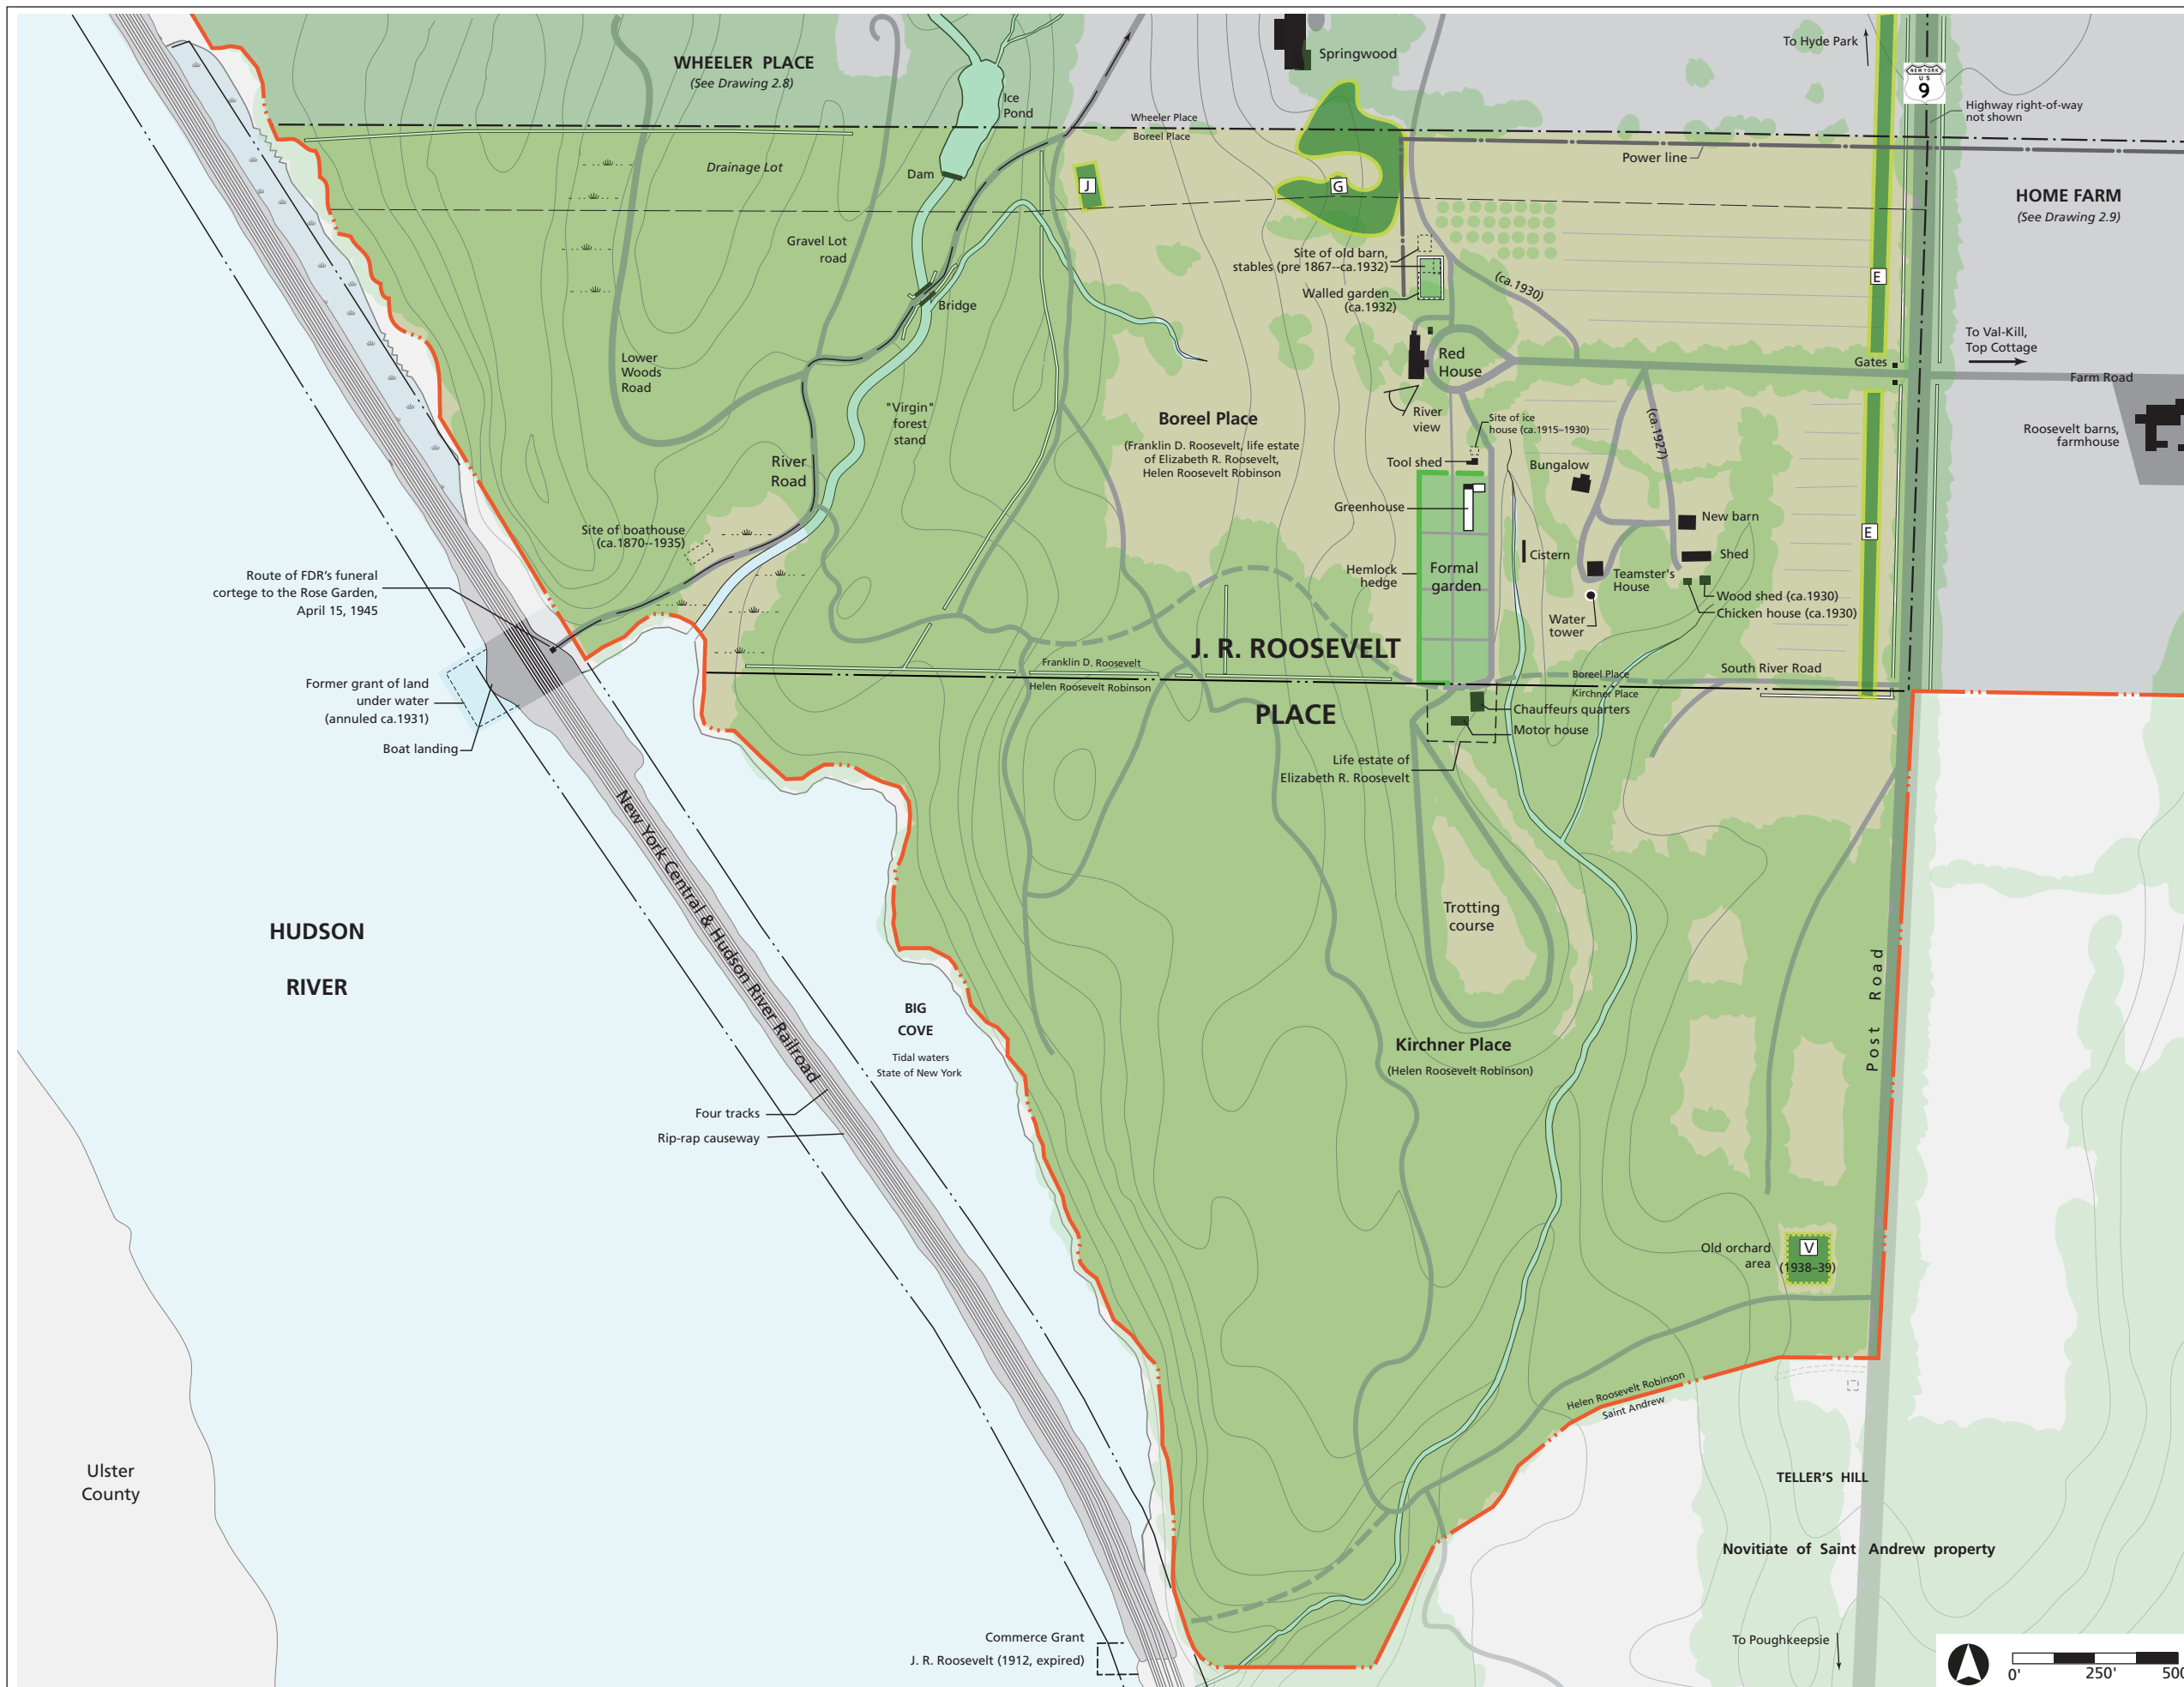 WHEELER PLACE
(See Drawing 2.8)
Springwood
To Hyde Park
NEW YORK
U S
9
Highway right-of-way
not shown
Ice
Pond
Wheeler Place
Boreel Place
Power line
Drainage Lot
Dam
J
G
HOME FARM
(See Drawing 2.9)
Gravel Lot
road
Site of old barn,
stables (pre 1867--ca.1932)
Walled garden
(ca.1932)
(ca.1930)
E
Bridge
Lower
Woods
Road
Red
House
Gates
To Val-Kill,
Top Cottage
Farm Road
"Virgin"
forest
stand
River
view
Boreel Place
(Franklin D. Roosevelt, life estate
of Elizabeth R. Roosevelt,
Helen Roosevelt Robinson
Site of ice
house (ca.1915–1930)
(ca.1927)
Roosevelt barns,
farmhouse
River
Road
Tool shed
Bungalow
Greenhouse
New barn
E
Site of boathouse
(ca.1870--1935)
Cistern
Shed
Hemlock
hedge
Formal
garden
Teamster's
House
Route of FDR's funeral
cortege to the Rose Garden,
April 15, 1945
Wood shed (ca.1930)
Chicken house (ca.1930)
Water
tower
J. R. ROOSEVELT
PLACE
Franklin D. Roosevelt
Helen Roosevelt Robinson
South River Road
Boreel Place
Kirchner Place
Former grant of land
under water
(annuled ca.1931)
Boat landing
Chauffeurs quarters
Motor house
Life estate of
Elizabeth R. Roosevelt
New York Central & Hudson River Railroad
HUDSON
RIVER
Trotting
course
Post Road
BIG
COVE
Tidal waters
State of New York
Kirchner Place
(Helen Roosevelt Robinson)
Four tracks
Rip-rap causeway
Old orchard
area
V
(1938–39)
Helen Roosevelt Robinson
Saint Andrew
Ulster
County
TELLER'S HILL
Novitiate of Saint Andrew property
Commerce Grant
J. R. Roosevelt (1912, expired)
To Poughkeepsie
0'
250'